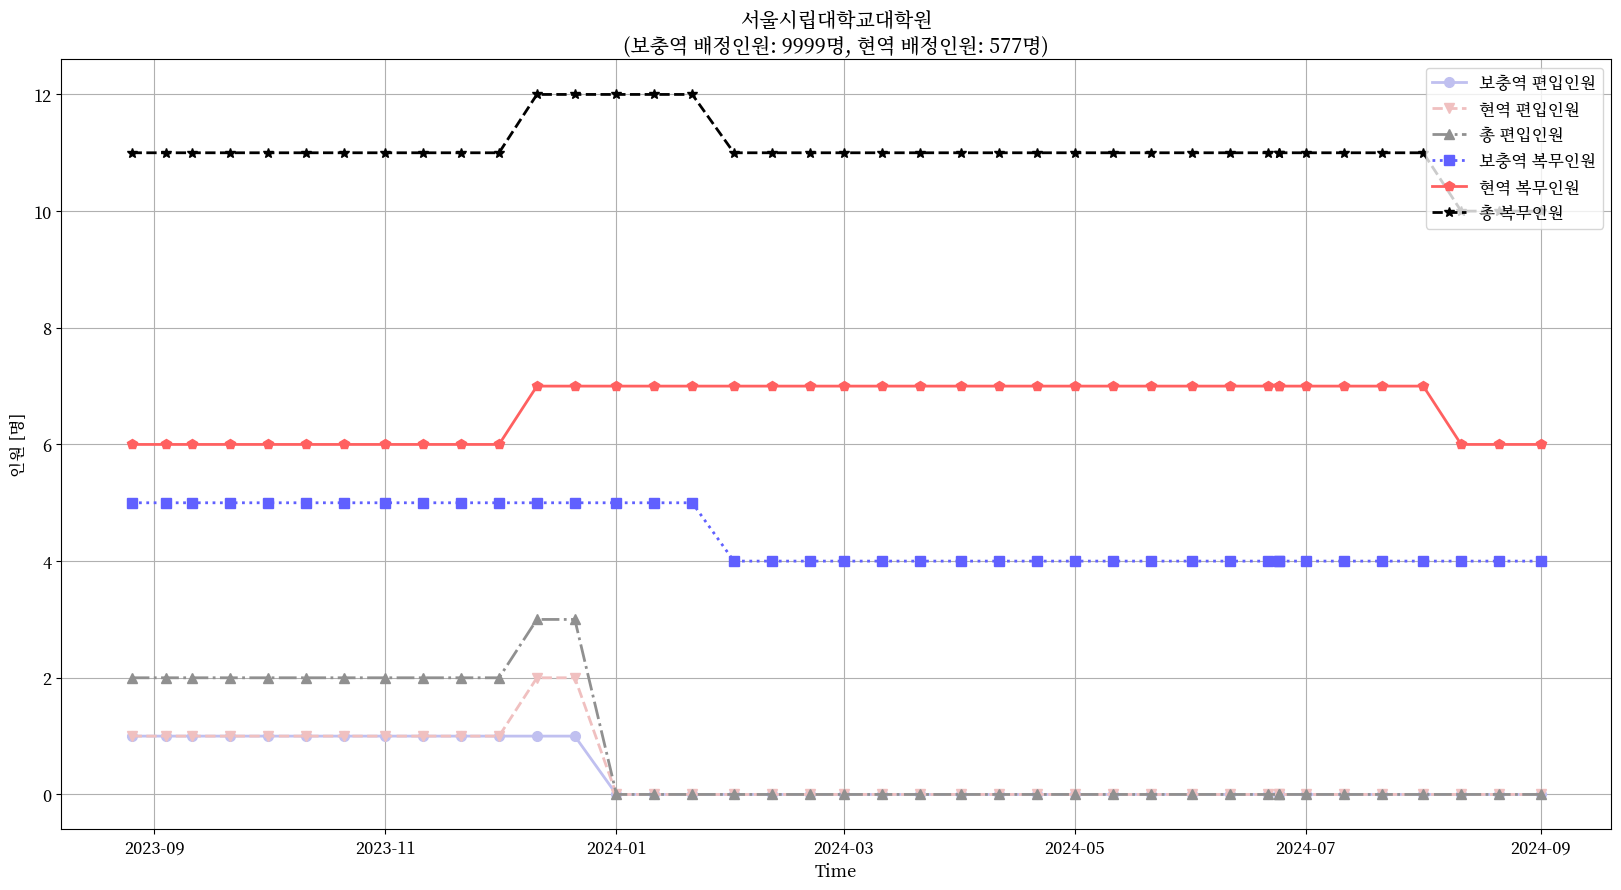 서울시립대학교대학원
(보충역 배정인원: 9999명, 현역 배정인원: 577명)
보충역 편입인원
현역 편입인원
총 편입인원
보충역 복무인원
현역 복무인원
총 복무인원
12
10
8
6
4
2
0
인원 [명]
2023-09
2023-11
2024-01
2024-03
2024-05
2024-07
2024-09
Time